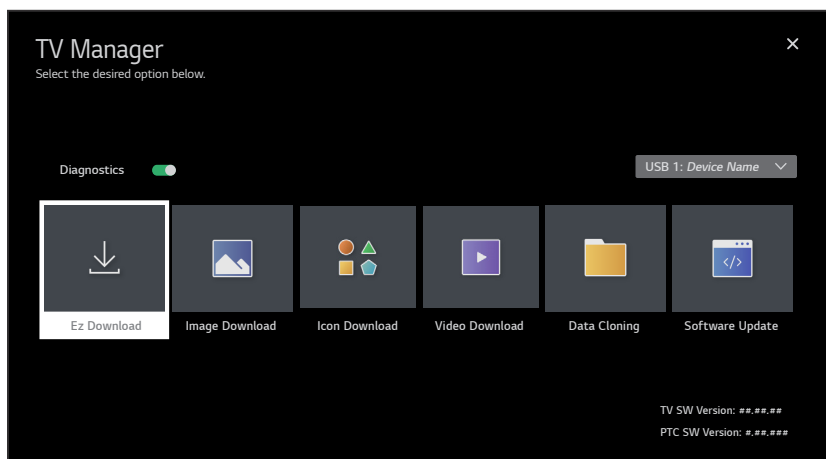 TV Manager
Select the desired option below.
Diagnostics
USB 1: Device Name
</>
Ez Download
Image Download
Icon Download
Video Download
Data Cloning
Software Update
TV SW Version: ##.##.##
PTC SW Version: #.##.###